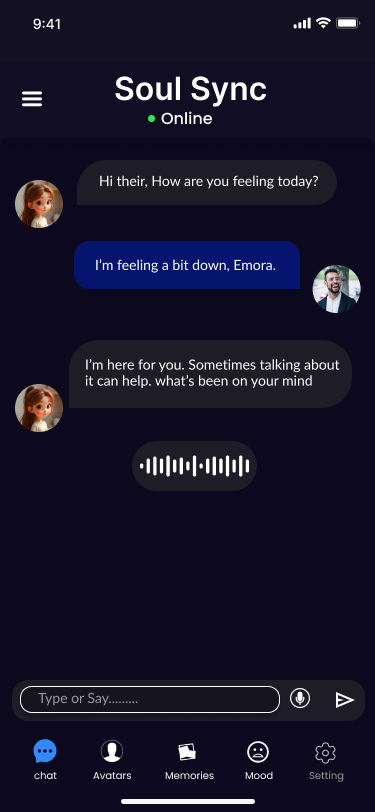 9:41
Soul Sync
Online
Hi their, How are you feeling today?
I'm feeling a bit down, Emora.
I'm here for you. Sometimes talking about
it can help. what's been on your mind
Type or Say.........
chat
Avatars
Memories
Mood
Setting